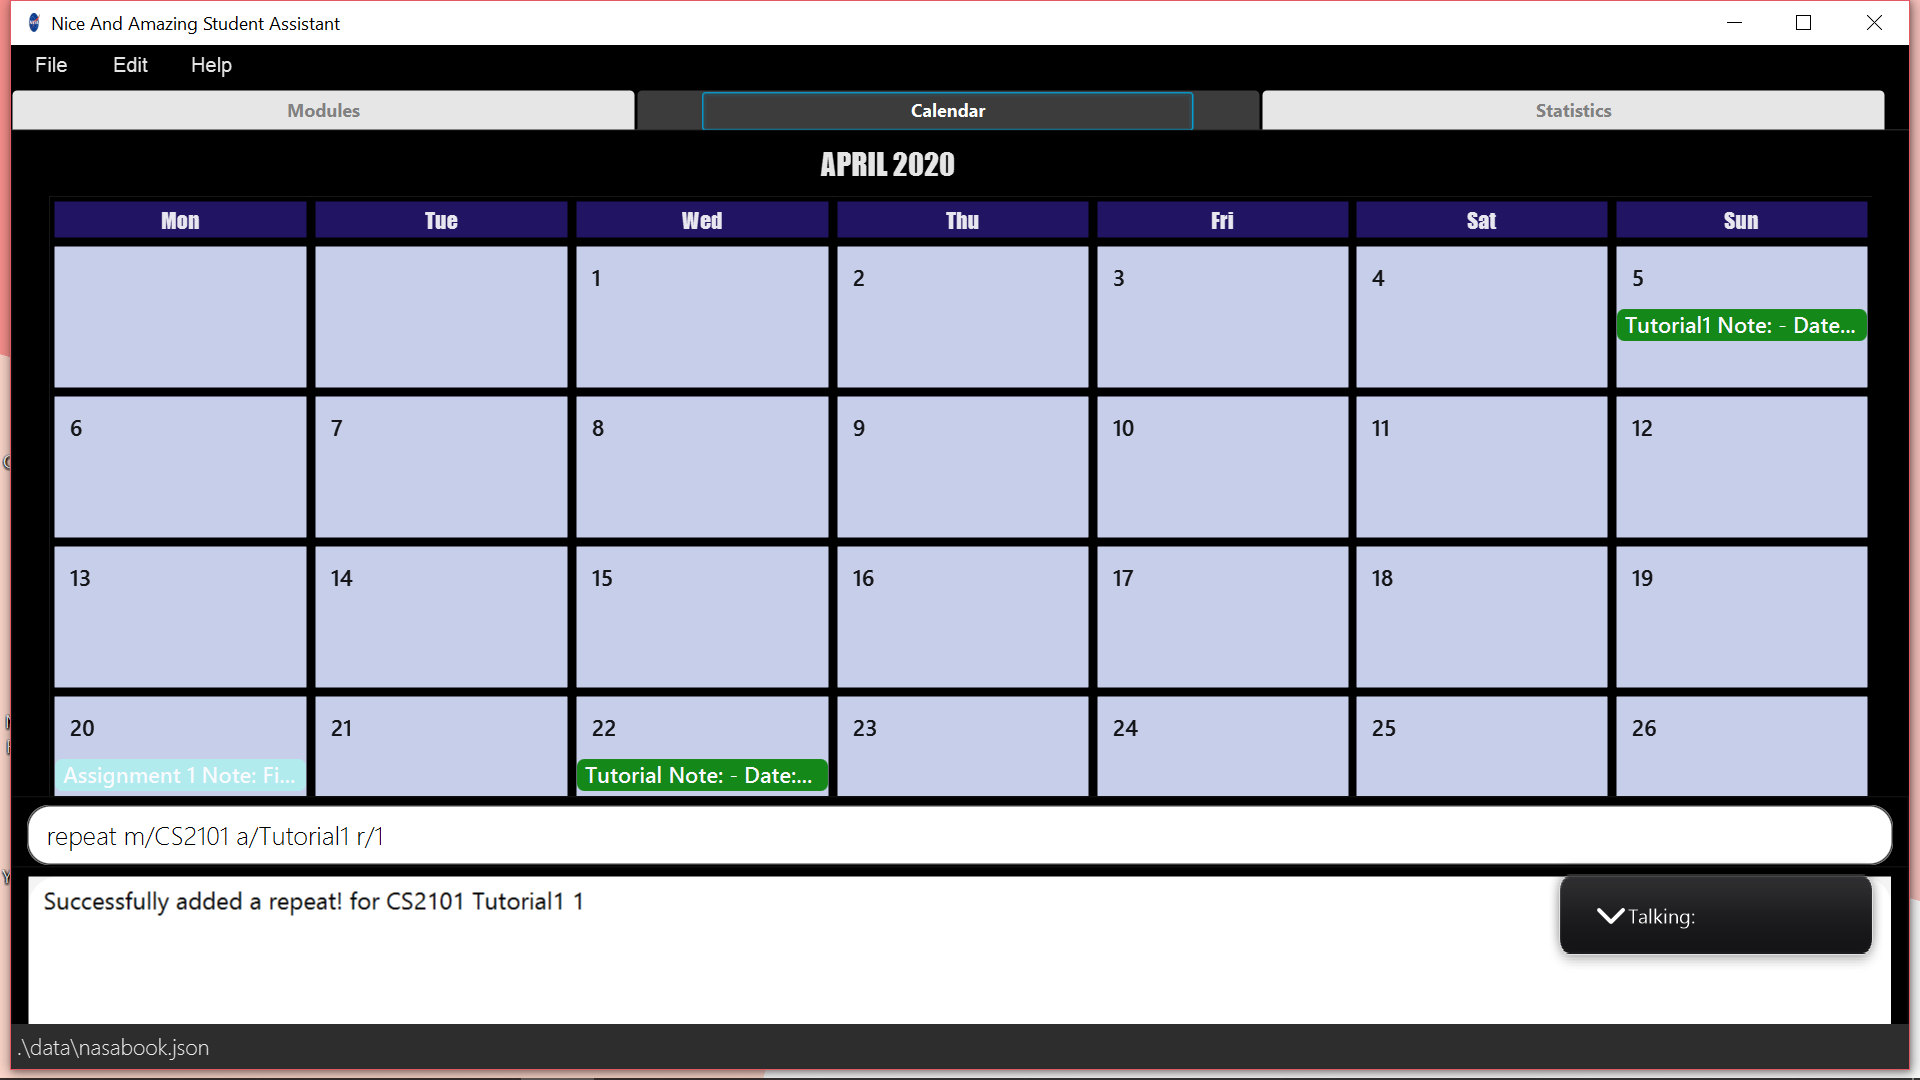 Nice And Amazing Student Assistant
File Edit Help
Modules Calendar Statistics
APRIL 2020
Mon Tue Wed Thu Fri Sat Sun
1 2 3 4 5
Tutorial1 Note: - Date...
6 7 8 9 10 11 12
13 14 15 16 17 18 19
20 21 22 23 24 25 26
Assignment 1 Note: Fi... Tutorial Note: - Date:...
repeat m/CS2101 a/Tutorial1 r/1
Successfully added a repeat! for CS2101 Tutorial1 1
Talking:
.\data\nasabook.json